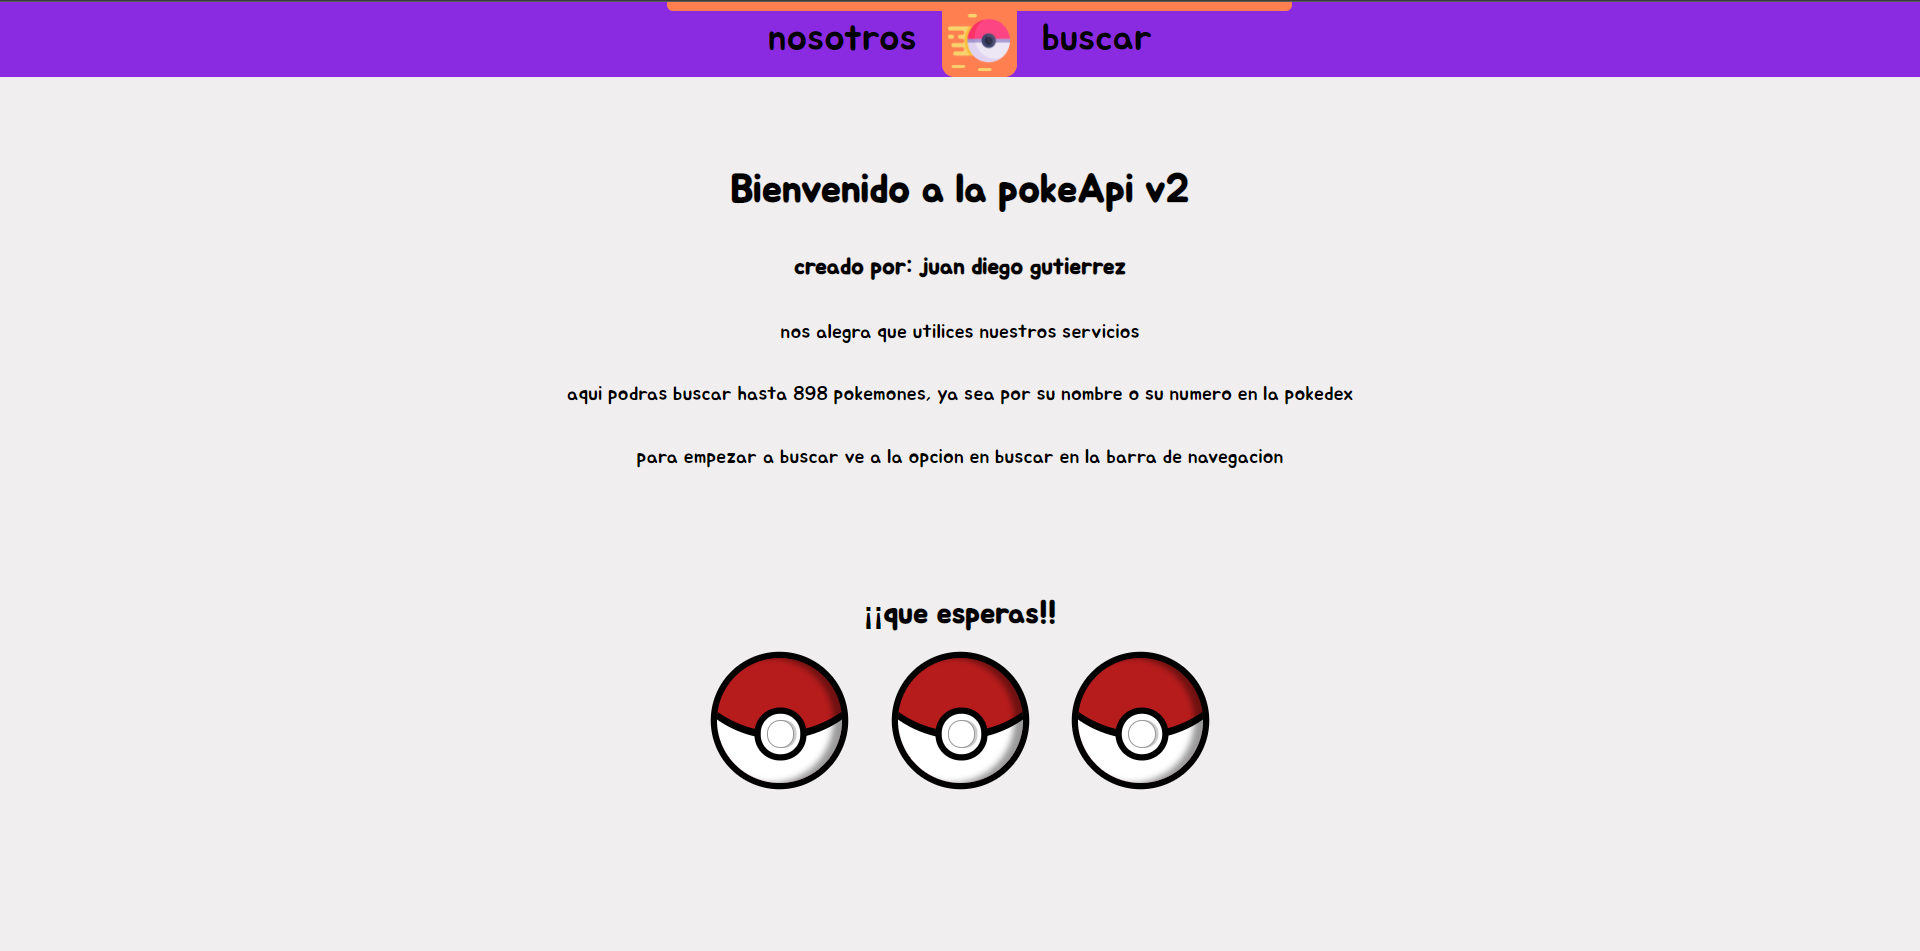 nosotros buscar
Bienvenido a la pokeApi v2
creado por: juan diego gutierrez
nos alegra que utilices nuestros servicios
aqui podras buscar hasta 898 pokemones, ya sea por su nombre o su numero en la pokedex
para empezar a buscar ve a la opcion en buscar en la barra de navegacion
¡¡que esperas!!